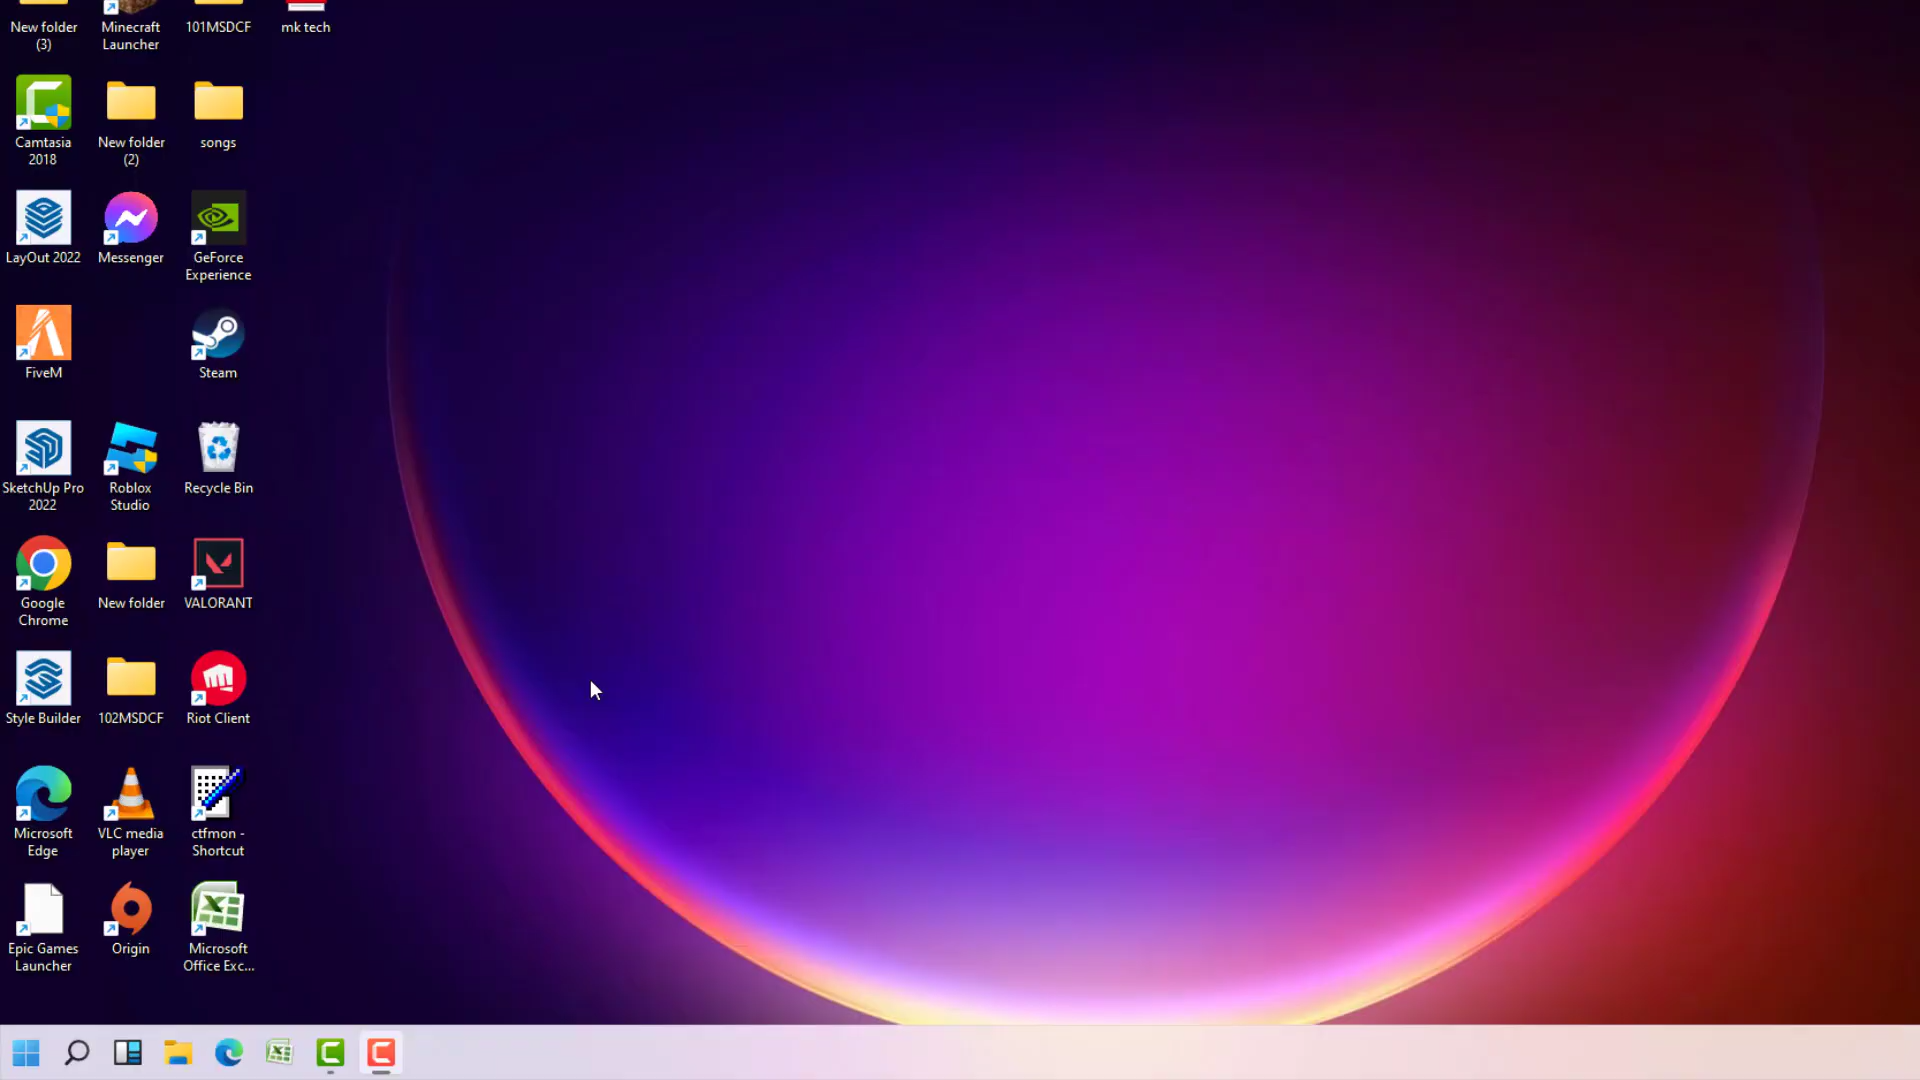 New folder
(3)
Minecraft
Launcher
101MSDCF
mk tech
Camtasia
2018
New folder
(2)
songs
LayOut 2022
Messenger
GeForce
Experience
FiveM
Steam
SketchUp Pro
2022
Roblox
Studio
Recycle Bin
Google
Chrome
New folder
VALORANT
Style Builder
102MSDCF
Riot Client
Microsoft
Edge
VLC media
player
ctfmon -
Shortcut
Epic Games
Launcher
Origin
Microsoft
Office Exc...